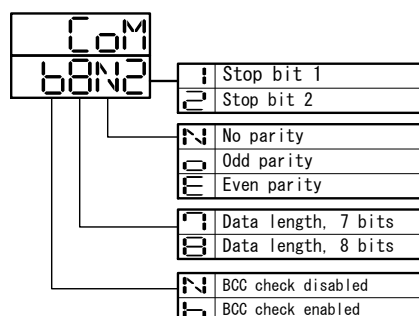 CoM
b8N2
1 Stop bit 1
2 Stop bit 2
N No parity
o Odd parity
E Even parity
7 Data length, 7 bits
8 Data length, 8 bits
N BCC check disabled
b BCC check enabled